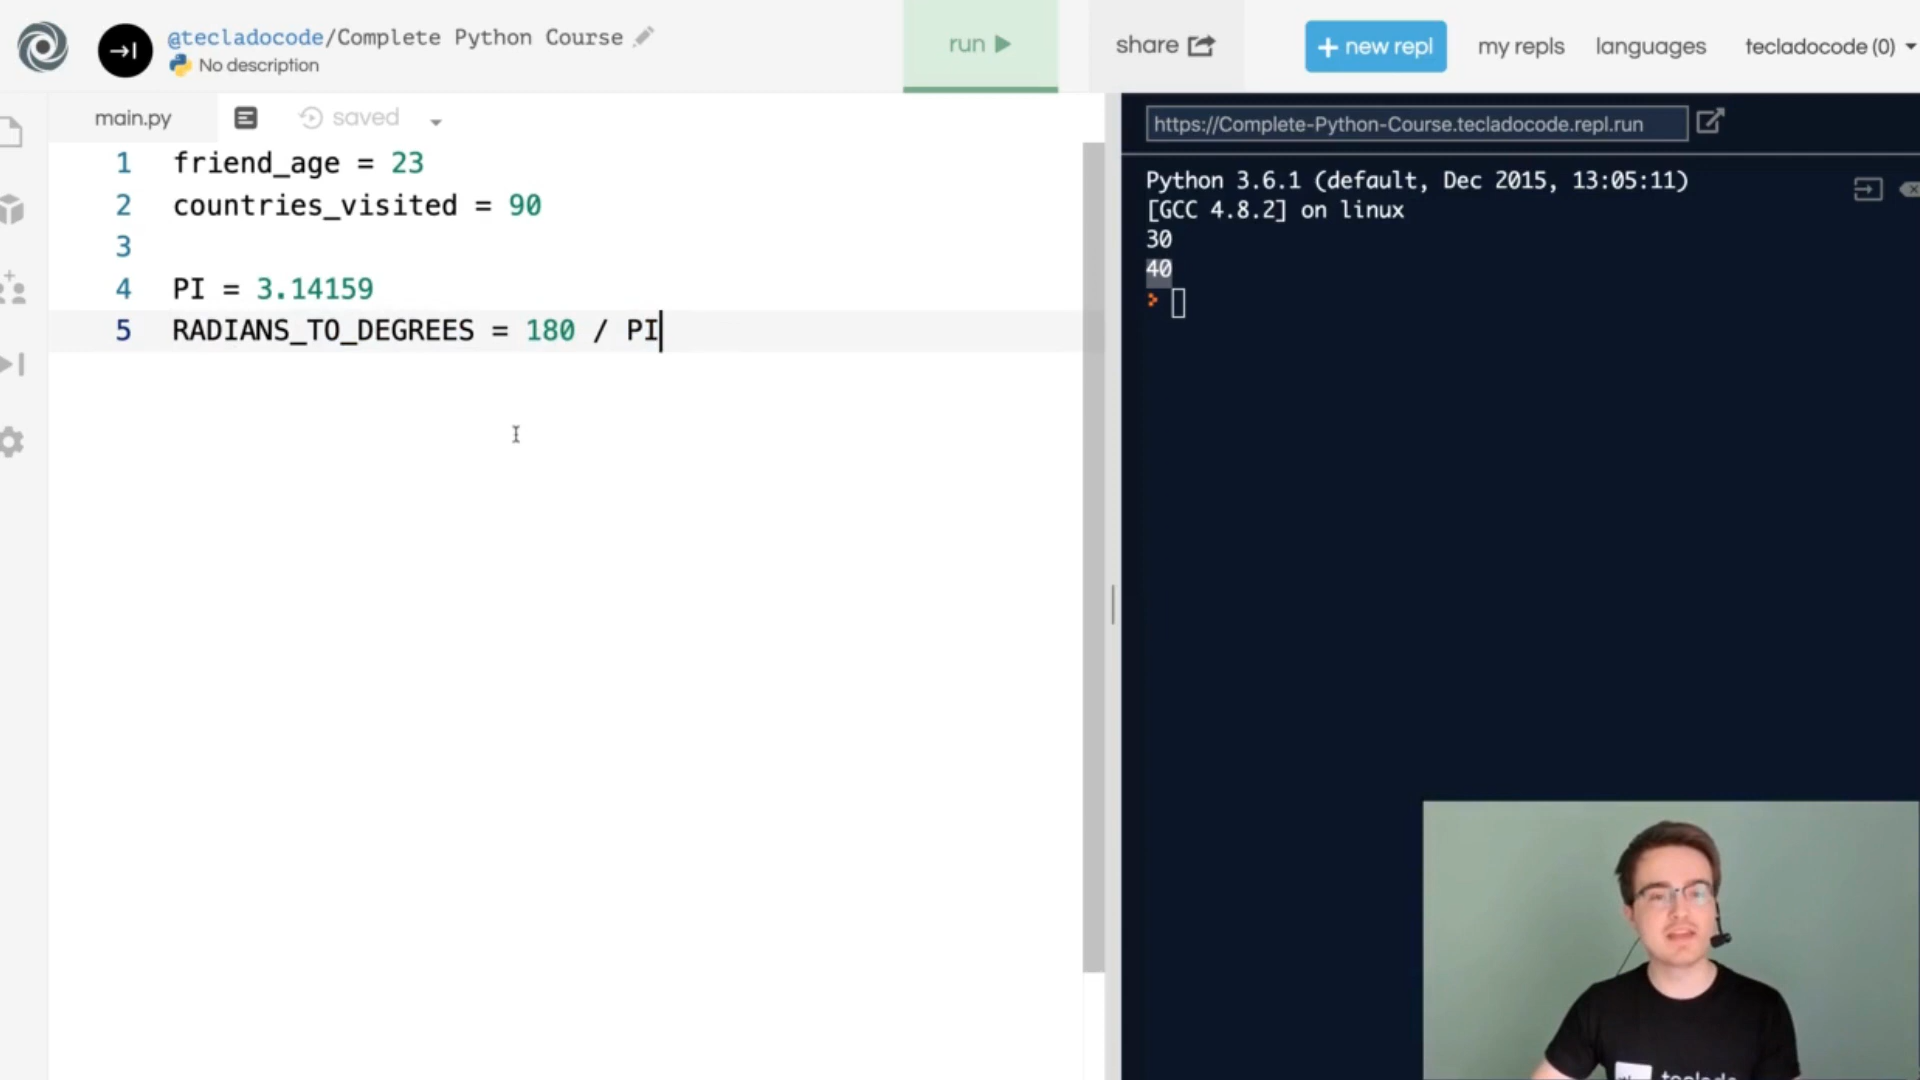 @tecladocode/Complete Python Course
No description
run
share
+ new repl
my repls
languages
tecladocode (0)
main.py
saved
https://Complete-Python-Course.tecladocode.repl.run
1 friend_age = 23
2 countries_visited = 90
3
4 PI = 3.14159
5 RADIANS_TO_DEGREES = 180 / PI
Python 3.6.1 (default, Dec 2015, 13:05:11)
[GCC 4.8.2] on linux
30
40
teclado